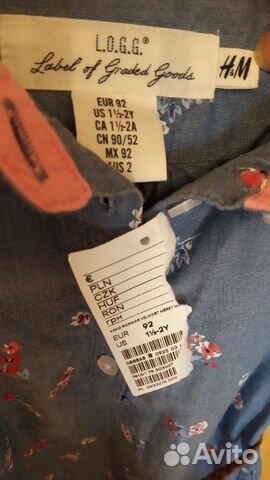 L.O.G.G.®
Label of Graded Goods
H&M
EUR 92
US 1½-2Y
CA 1½-2A
CN 90/52
MX 92
AUS 2
€
PLN
CZK
HUF
RON
ГРН
EUR 92
US 1½-2Y
Avito